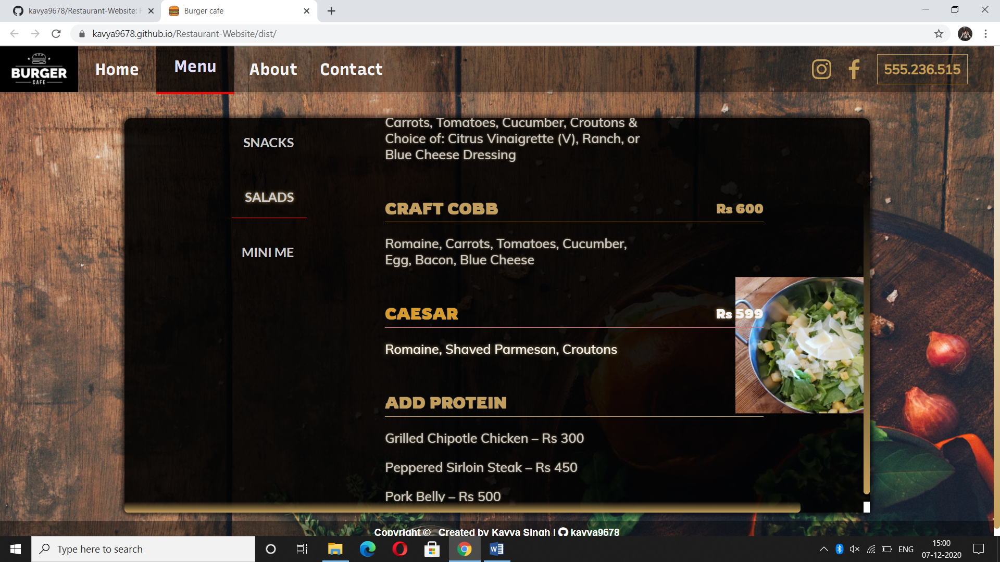 kavya9678/Restaurant-Website:
Burger cafe
kavya9678.github.io/Restaurant-Website/dist/
BURGER
CAFE
Home
Menu
About
Contact
555.236.515
SNACKS
SALADS
MINI ME
Carrots, Tomatoes, Cucumber, Croutons &
Choice of: Citrus Vinaigrette (V), Ranch, or
Blue Cheese Dressing
CRAFT COBB
Rs 600
Romaine, Carrots, Tomatoes, Cucumber,
Egg, Bacon, Blue Cheese
CAESAR
Rs 599
Romaine, Shaved Parmesan, Croutons
ADD PROTEIN
Grilled Chipotle Chicken – Rs 300
Peppered Sirloin Steak – Rs 450
Pork Belly – Rs 500
Copyright © Created by Kavya Singh | kavya9678
Type here to search
ENG
15:00
07-12-2020